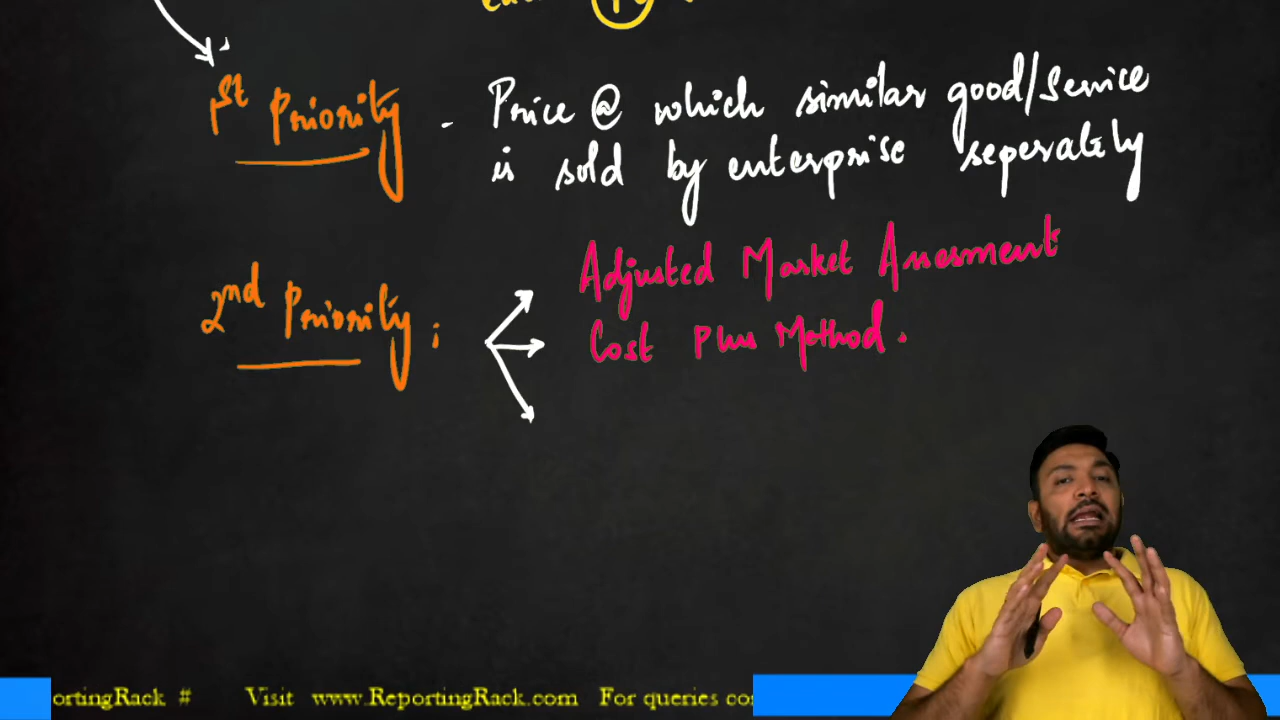 1st Priority - Price @ which similar good/service
is sold by enterprise seperately
2nd Priority :
Adjusted Market Assesment
Cost Plus Method.
ortingRack # Visit www.ReportingRack.com For queries co